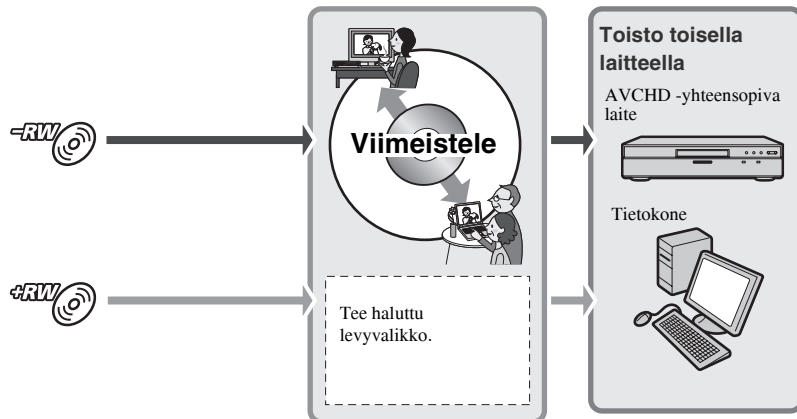 -RW
+RW
Viimeistele
Tee haluttu
levyvalikko.
Toisto toisella
laitteella
AVCHD -yhteensopiva
laite
Tietokone